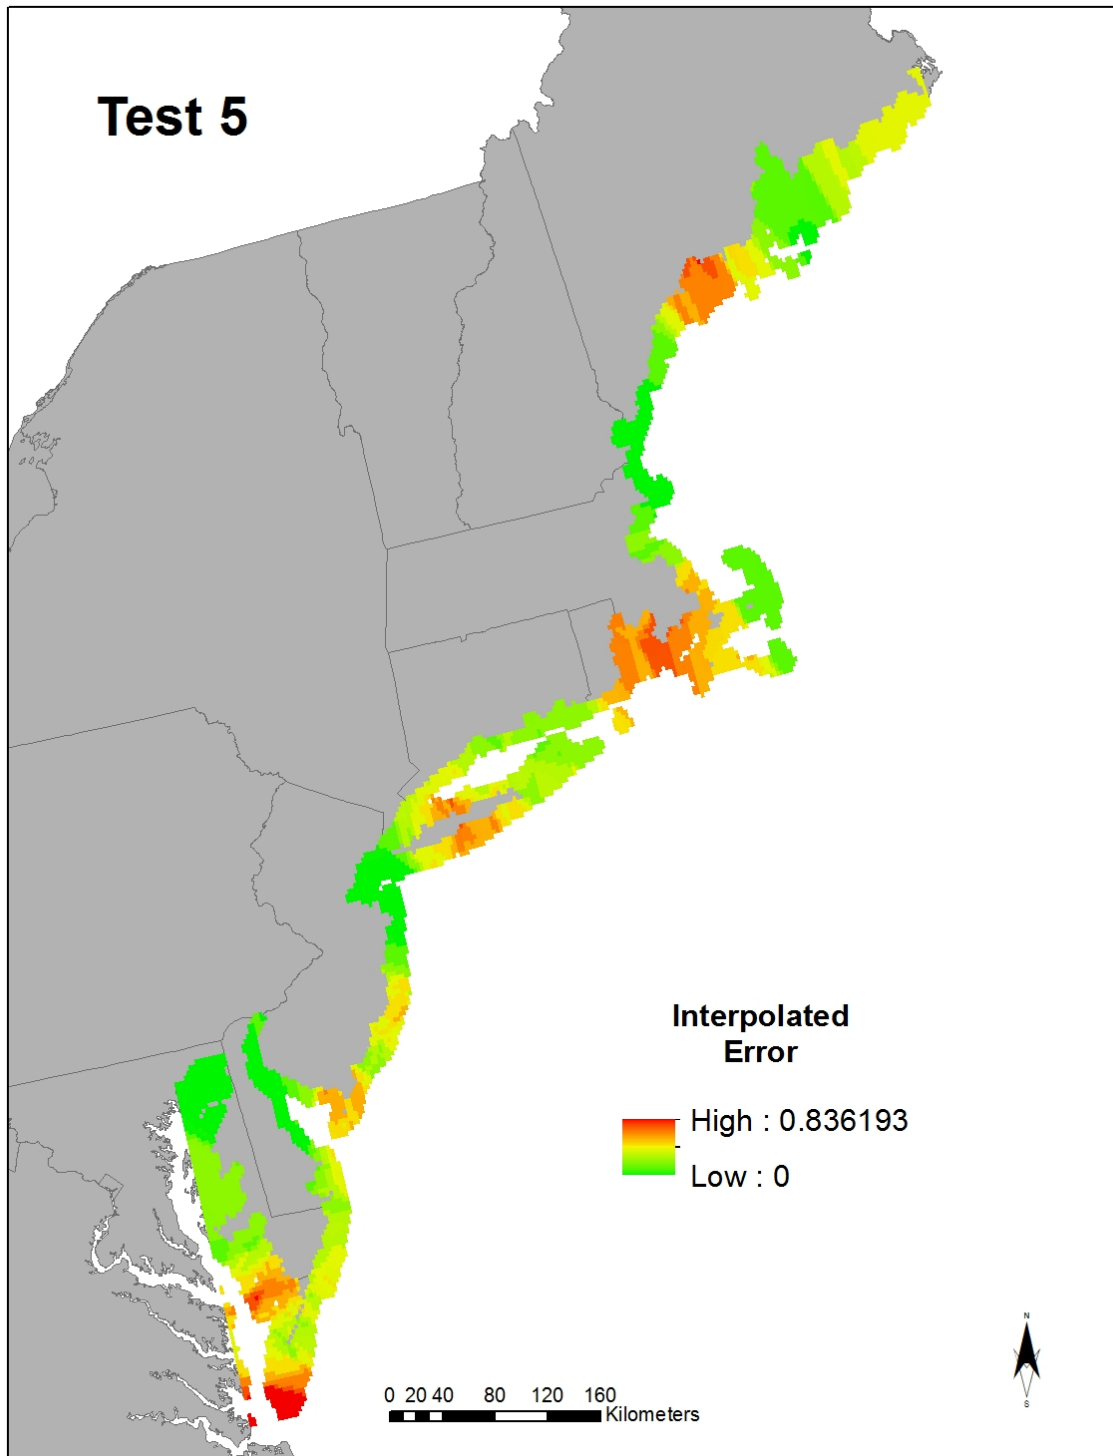 Test 5
Interpolated
Error
High : 0.836193
Low : 0
0 20 40 80 120 160
Kilometers
N
S